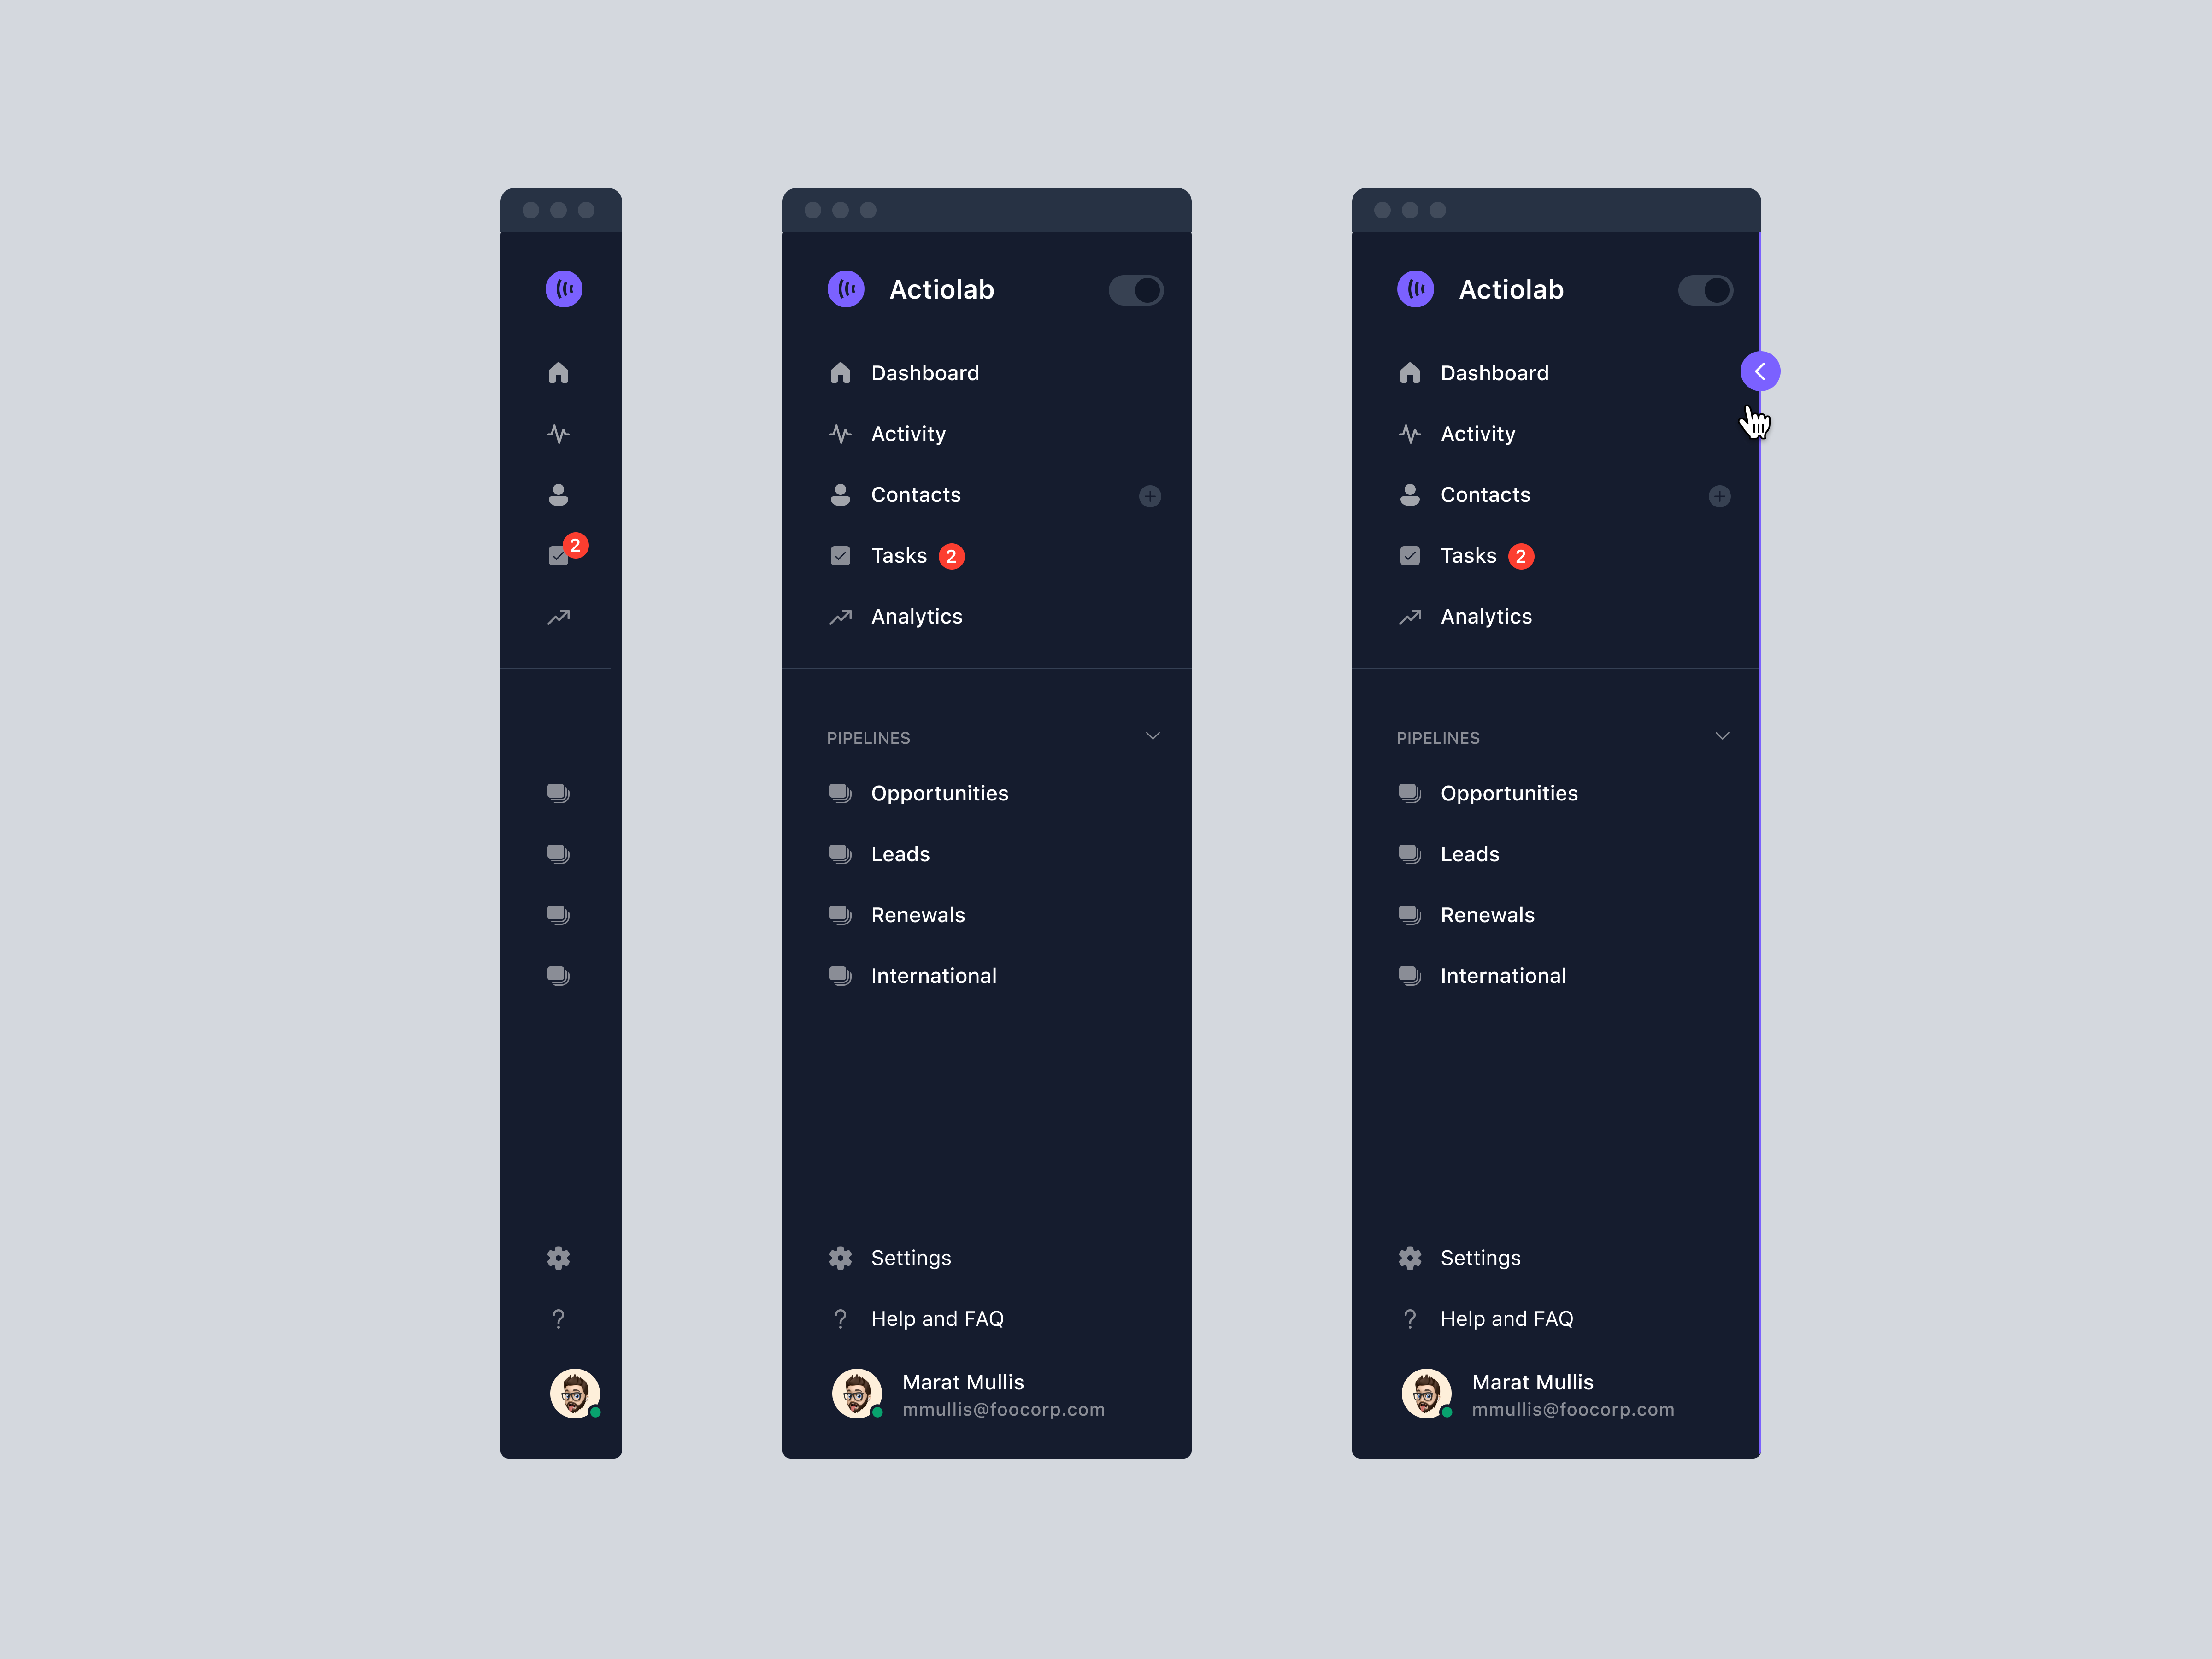 2
Actiolab
Dashboard
Activity
Contacts
Tasks 2
Analytics
PIPELINES
Opportunities
Leads
Renewals
International
Settings
? Help and FAQ
Marat Mullis
mmullis@foocorp.com
Actiolab
Dashboard
Activity
Contacts
Tasks 2
Analytics
PIPELINES
Opportunities
Leads
Renewals
International
Settings
? Help and FAQ
Marat Mullis
mmullis@foocorp.com